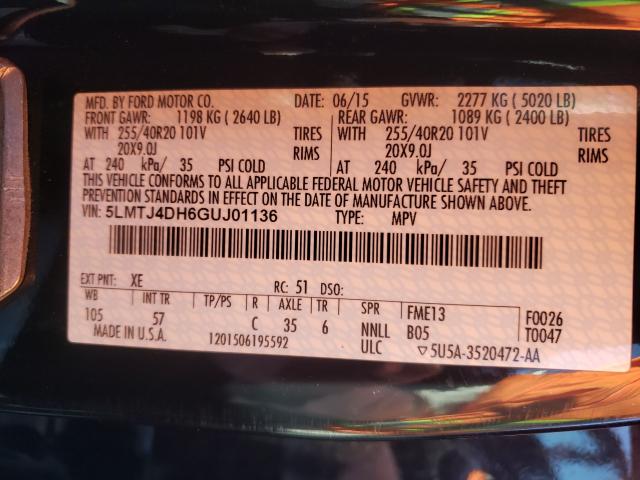 MFD. BY FORD MOTOR CO. DATE: 06/15 GVWR: 2277 KG ( 5020 LB)
FRONT GAWR: 1198 KG ( 2640 LB) REAR GAWR: 1089 KG ( 2400 LB)
WITH 255/40R20 101V TIRES WITH 255/40R20 101V TIRES
20X9.0J RIMS 20X9.0J RIMS
AT 240 kPa/ 35 PSI COLD AT 240 kPa/ 35 PSI COLD
THIS VEHICLE CONFORMS TO ALL APPLICABLE FEDERAL MOTOR VEHICLE SAFETY AND THEFT
PREVENTION STANDARDS IN EFFECT ON THE DATE OF MANUFACTURE SHOWN ABOVE.
VIN: 5LMTJ4DH6GUJ01136 TYPE: MPV
EXT PNT: XE RC: 51 DSO:
WB INT TR TP/PS R AXLE TR SPR FME13 F0026
105 57 C 35 6 NNLL B05 T0047
MADE IN U.S.A. 1201506195592 ULC ▽5U5A-3520472-AA